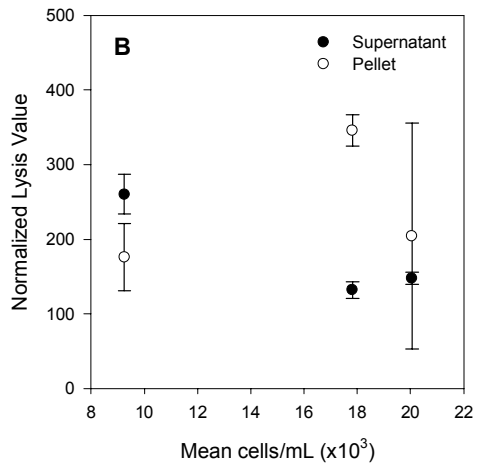 B
Supernatant
Pellet
Normalized Lysis Value
500
400
300
200
100
0
8 10 12 14 16 18 20 22
Mean cells/mL (x10³)